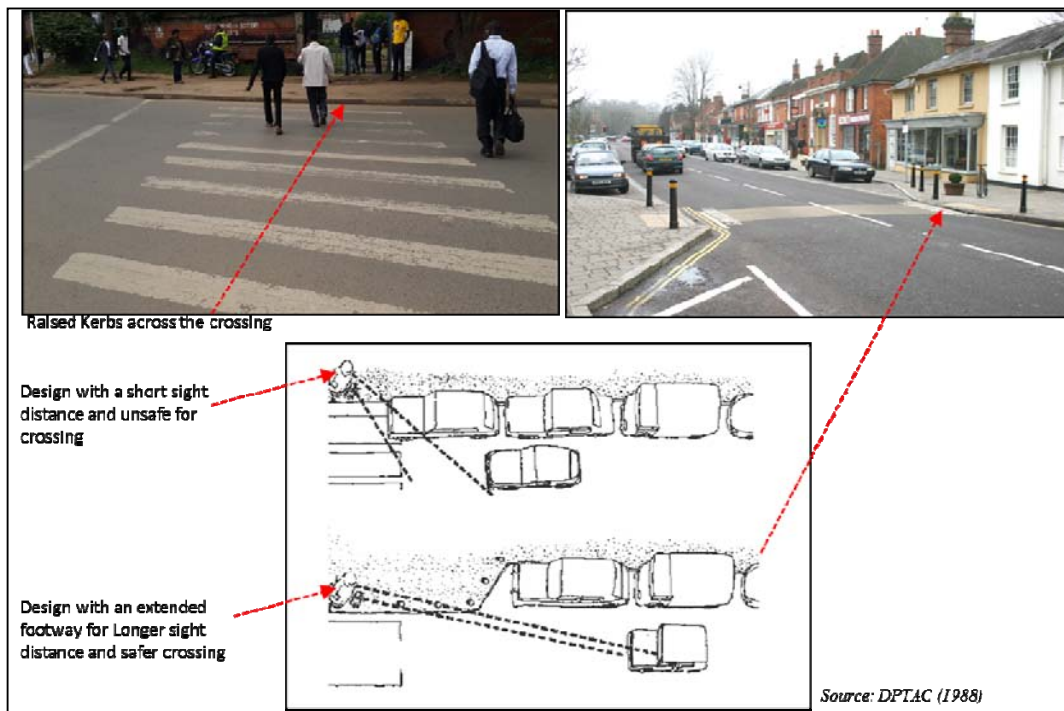 Raised Kerbs across the crossing
Design with a short sight
distance and unsafe for
crossing
Design with an extended
footway for Longer sight
distance and safer crossing
Source: DPTAC (1988)